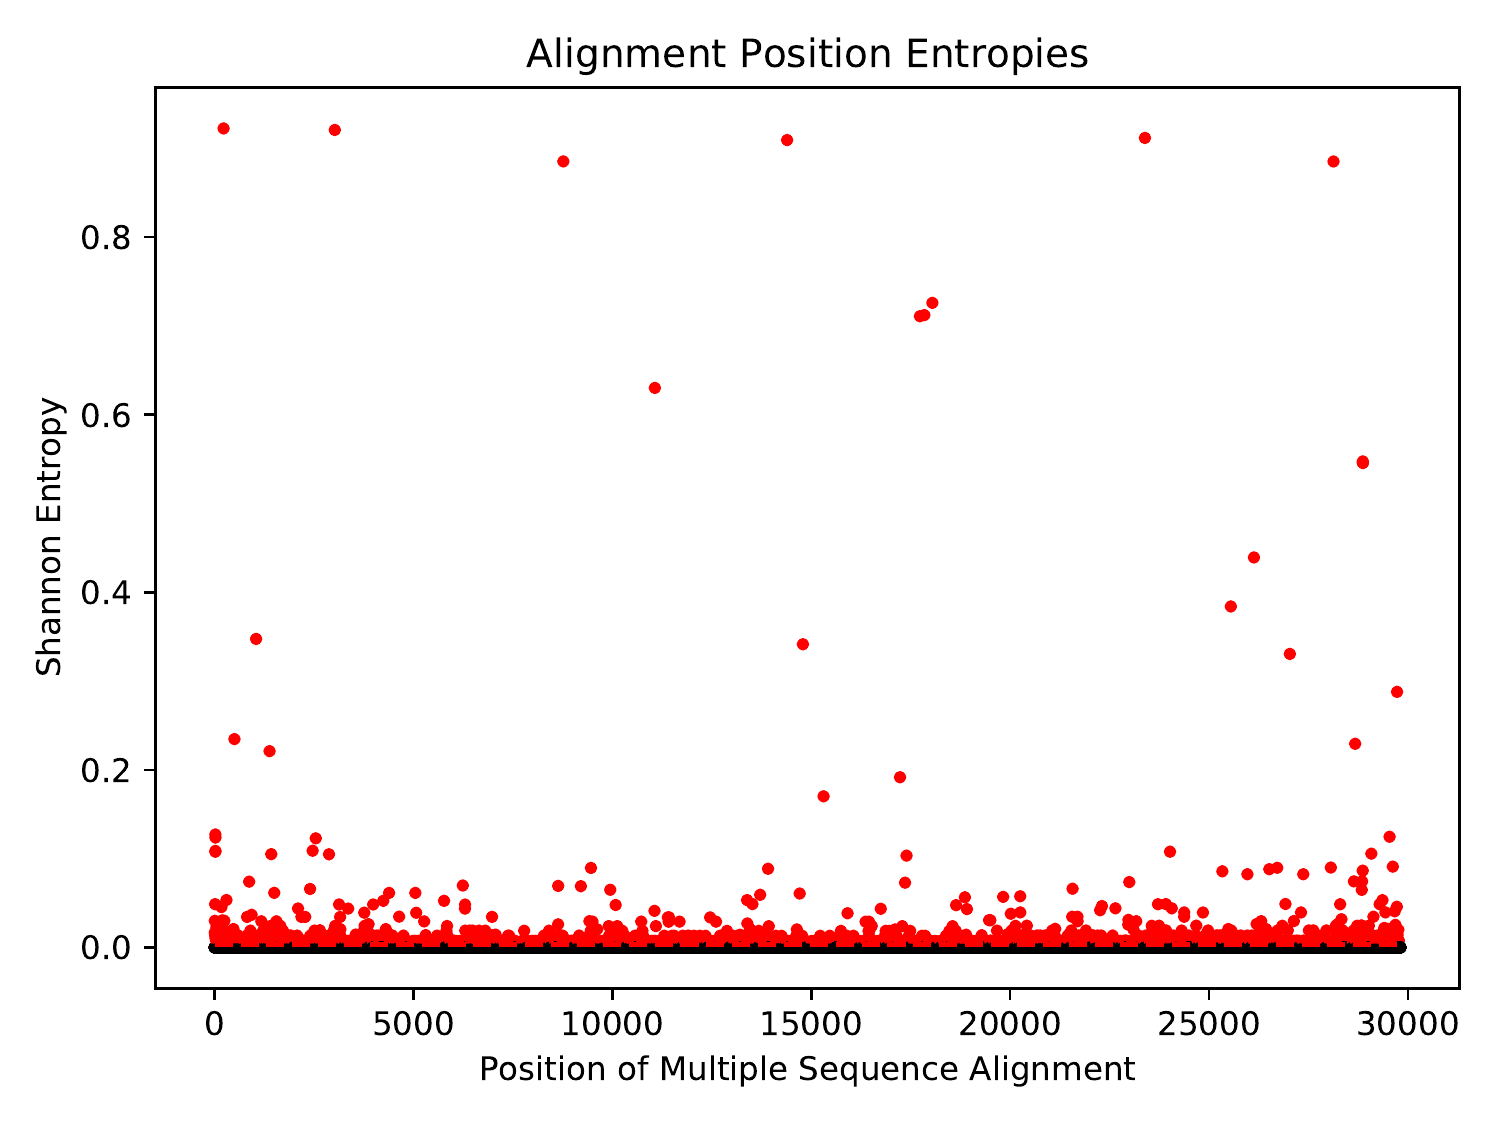 Alignment Position Entropies
Shannon Entropy
0.8
0.6
0.4
0.2
0.0
0 5000 10000 15000 20000 25000 30000
Position of Multiple Sequence Alignment